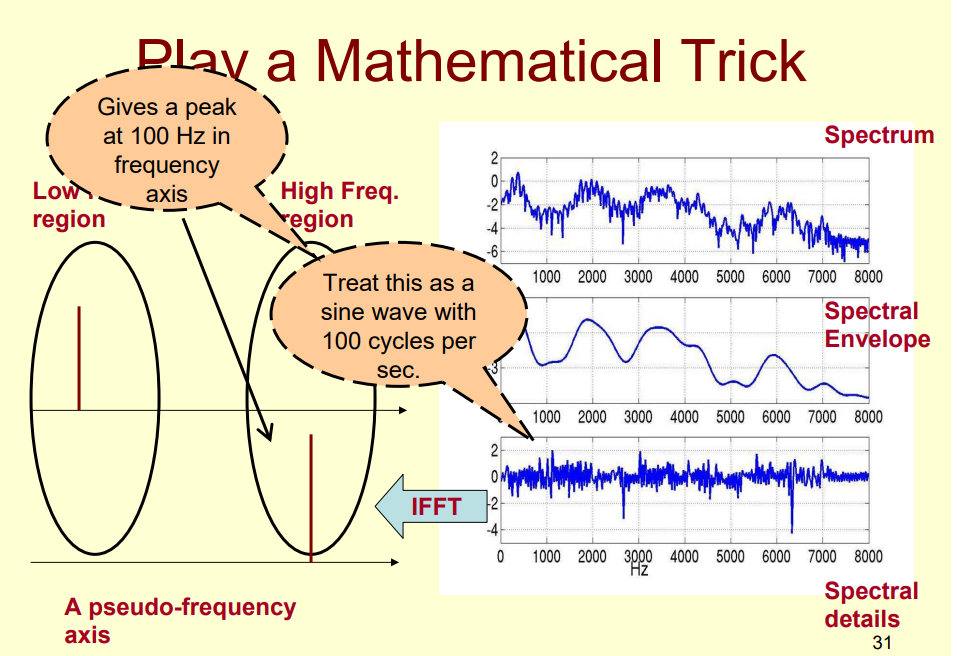 Play a Mathematical Trick
Gives a peak
at 100 Hz in
frequency
axis
Low
region
High Freq.
region
Treat this as a
sine wave with
100 cycles per
sec.
Spectrum
2
0
-2
-4
-6
1000 2000 3000 4000 5000 6000 7000 8000
Spectral
Envelope
-3
1000 2000 3000 4000 5000 6000 7000 8000
IFFT
2
0
-2
-4
0 1000 2000 3000 4000 5000 6000 7000 8000
Hz
Spectral
details
A pseudo-frequency
axis
31